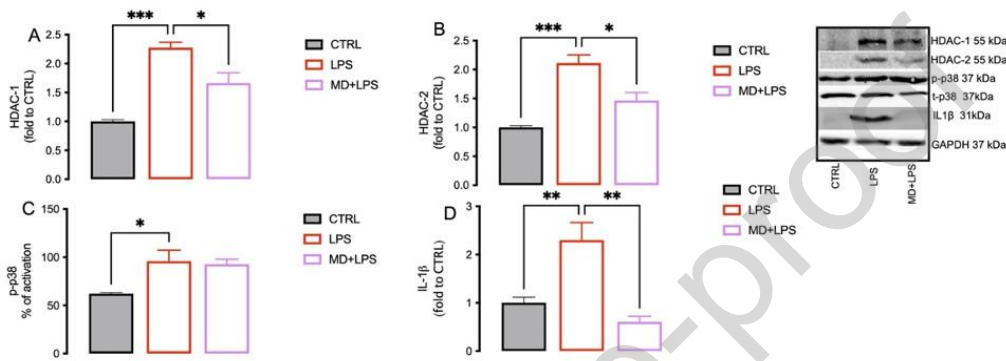 A
HDAC-1
(fold to CTRL)
2.5
2.0
1.5
1.0
0.5
0.0
***
*
CTRL
LPS
MD+LPS
B
HDAC-2
(fold to CTRL)
2.5
2.0
1.5
1.0
0.5
0.0
***
*
CTRL
LPS
MD+LPS
HDAC-1 55 kDa
HDAC-2 55 kDa
p-p38 37 kDa
t-p38 37kDa
IL1β 31kDa
GAPDH 37 kDa
CTRL
LPS
MD+LPS
C
p-p38
% of activation
150
100
50
0
*
CTRL
LPS
MD+LPS
D
IL-1β
(fold to CTRL)
3
2
1
0
**
**
CTRL
LPS
MD+LPS
-proof